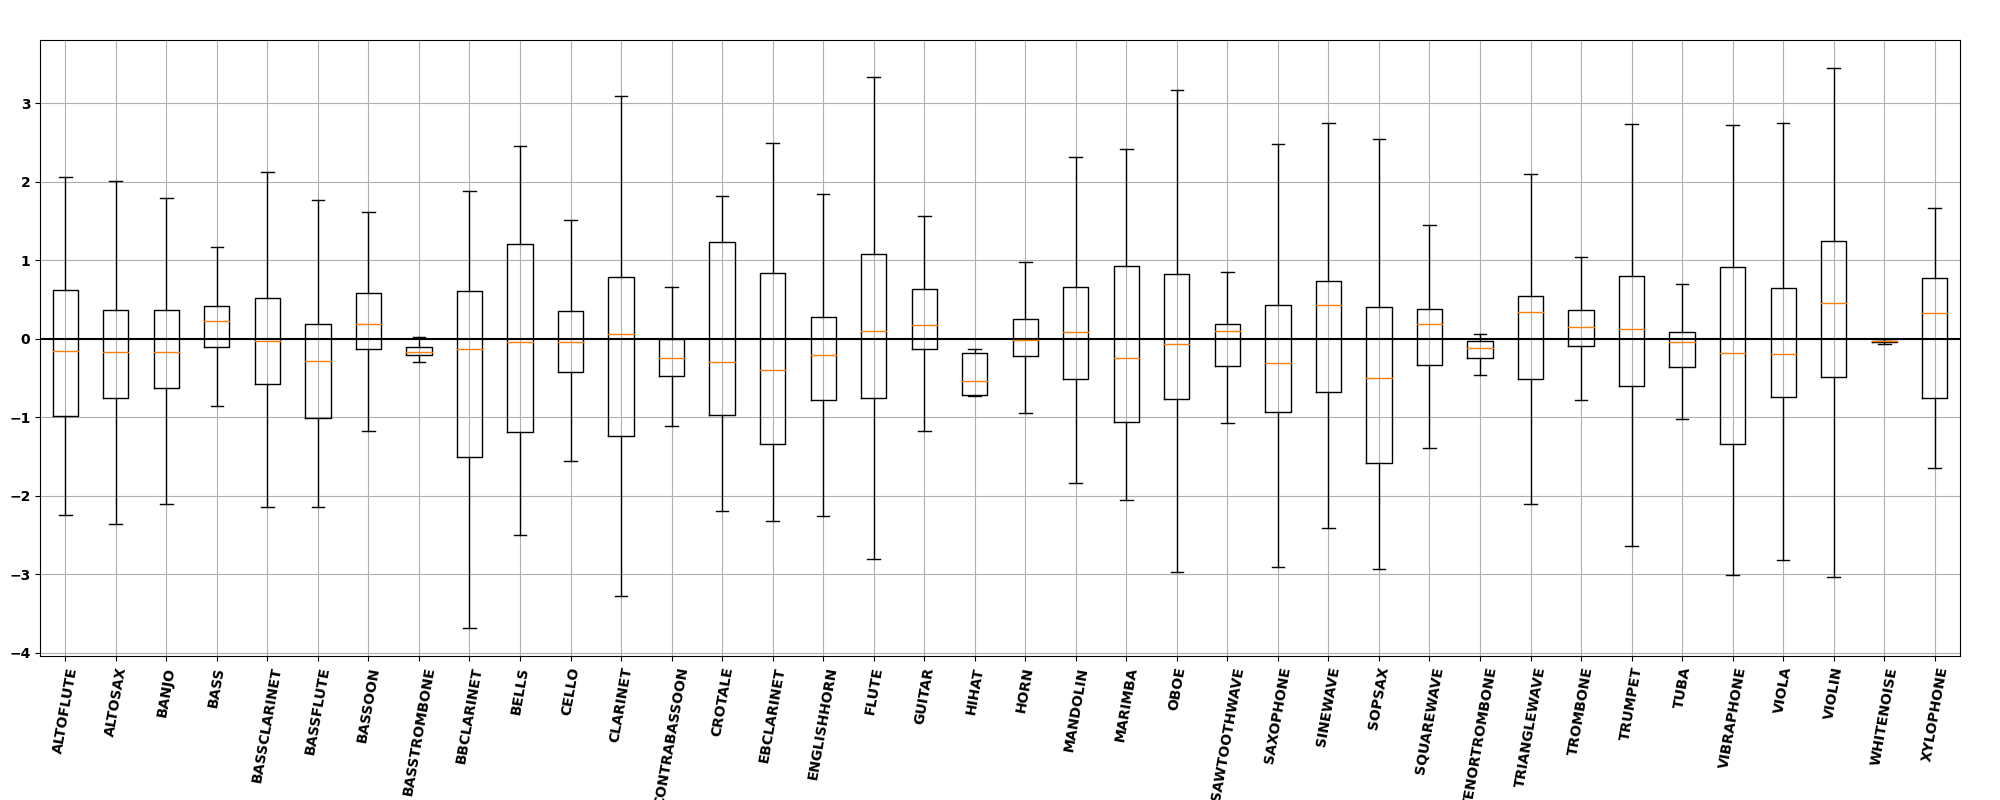 3
2
1
0
−1
−2
−3
−4
ALTOFLUTE
ALTOSAX
BANJO
BASS
BASSCLARINET
BASSFLUTE
BASSOON
BASSTROMBONE
BBCLARINET
BELLS
CELLO
CLARINET
ONTRABASSOON
CROTALE
EBCLARINET
ENGLISHHORN
FLUTE
GUITAR
HIHAT
HORN
MANDOLIN
MARIMBA
OBOE
SAWTOOTHWAVE
SAXOPHONE
SINEWAVE
SOPSAX
SQUAREWAVE
ENORTROMBONE
TRIANGLEWAVE
TROMBONE
TRUMPET
TUBA
VIBRAPHONE
VIOLA
VIOLIN
WHITENOISE
XYLOPHONE